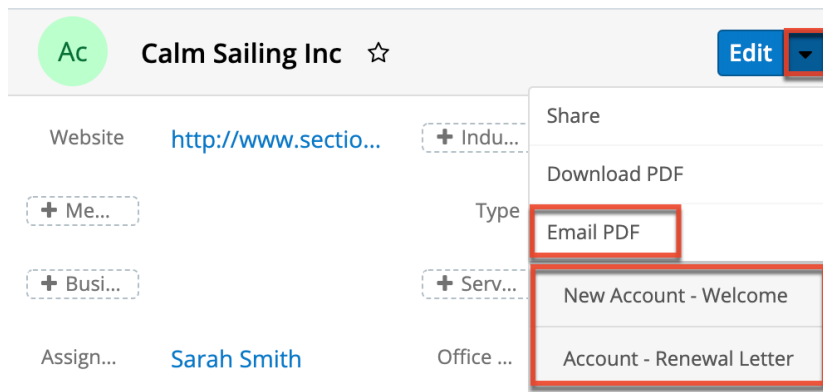 Ac
Calm Sailing Inc
Edit
Website
http://www.sectio...
+ Indu...
Share
Download PDF
+ Me...
Type
Email PDF
+ Busi...
+ Serv...
New Account - Welcome
Assign...
Sarah Smith
Office ...
Account - Renewal Letter